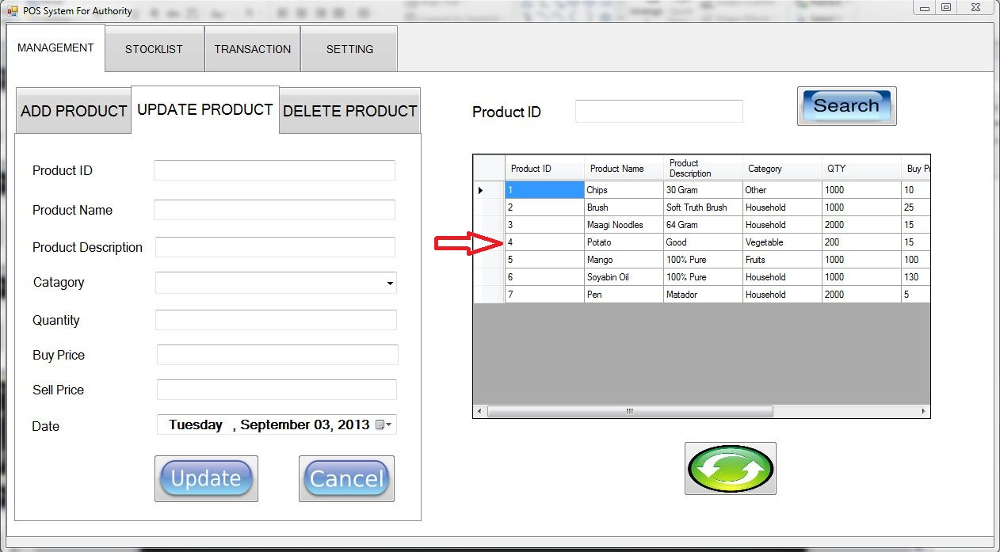 POS System For Authority
MANAGEMENT STOCKLIST TRANSACTION SETTING
ADD PRODUCT UPDATE PRODUCT DELETE PRODUCT
Product ID
Product Name
Product Description
Catagory
Quantity
Buy Price
Sell Price
Date Tuesday , September 03, 2013
Update Cancel
Product ID Search
Product ID Product Name Product Description Category QTY Buy Pr
1 Chips 30 Gram Other 1000 10
2 Brush Soft Truth Brush Household 1000 25
3 Maagi Noodles 64 Gram Household 2000 15
4 Potato Good Vegetable 200 15
5 Mango 100% Pure Fruits 1000 100
6 Soyabin Oil 100% Pure Household 1000 130
7 Pen Matador Household 2000 5